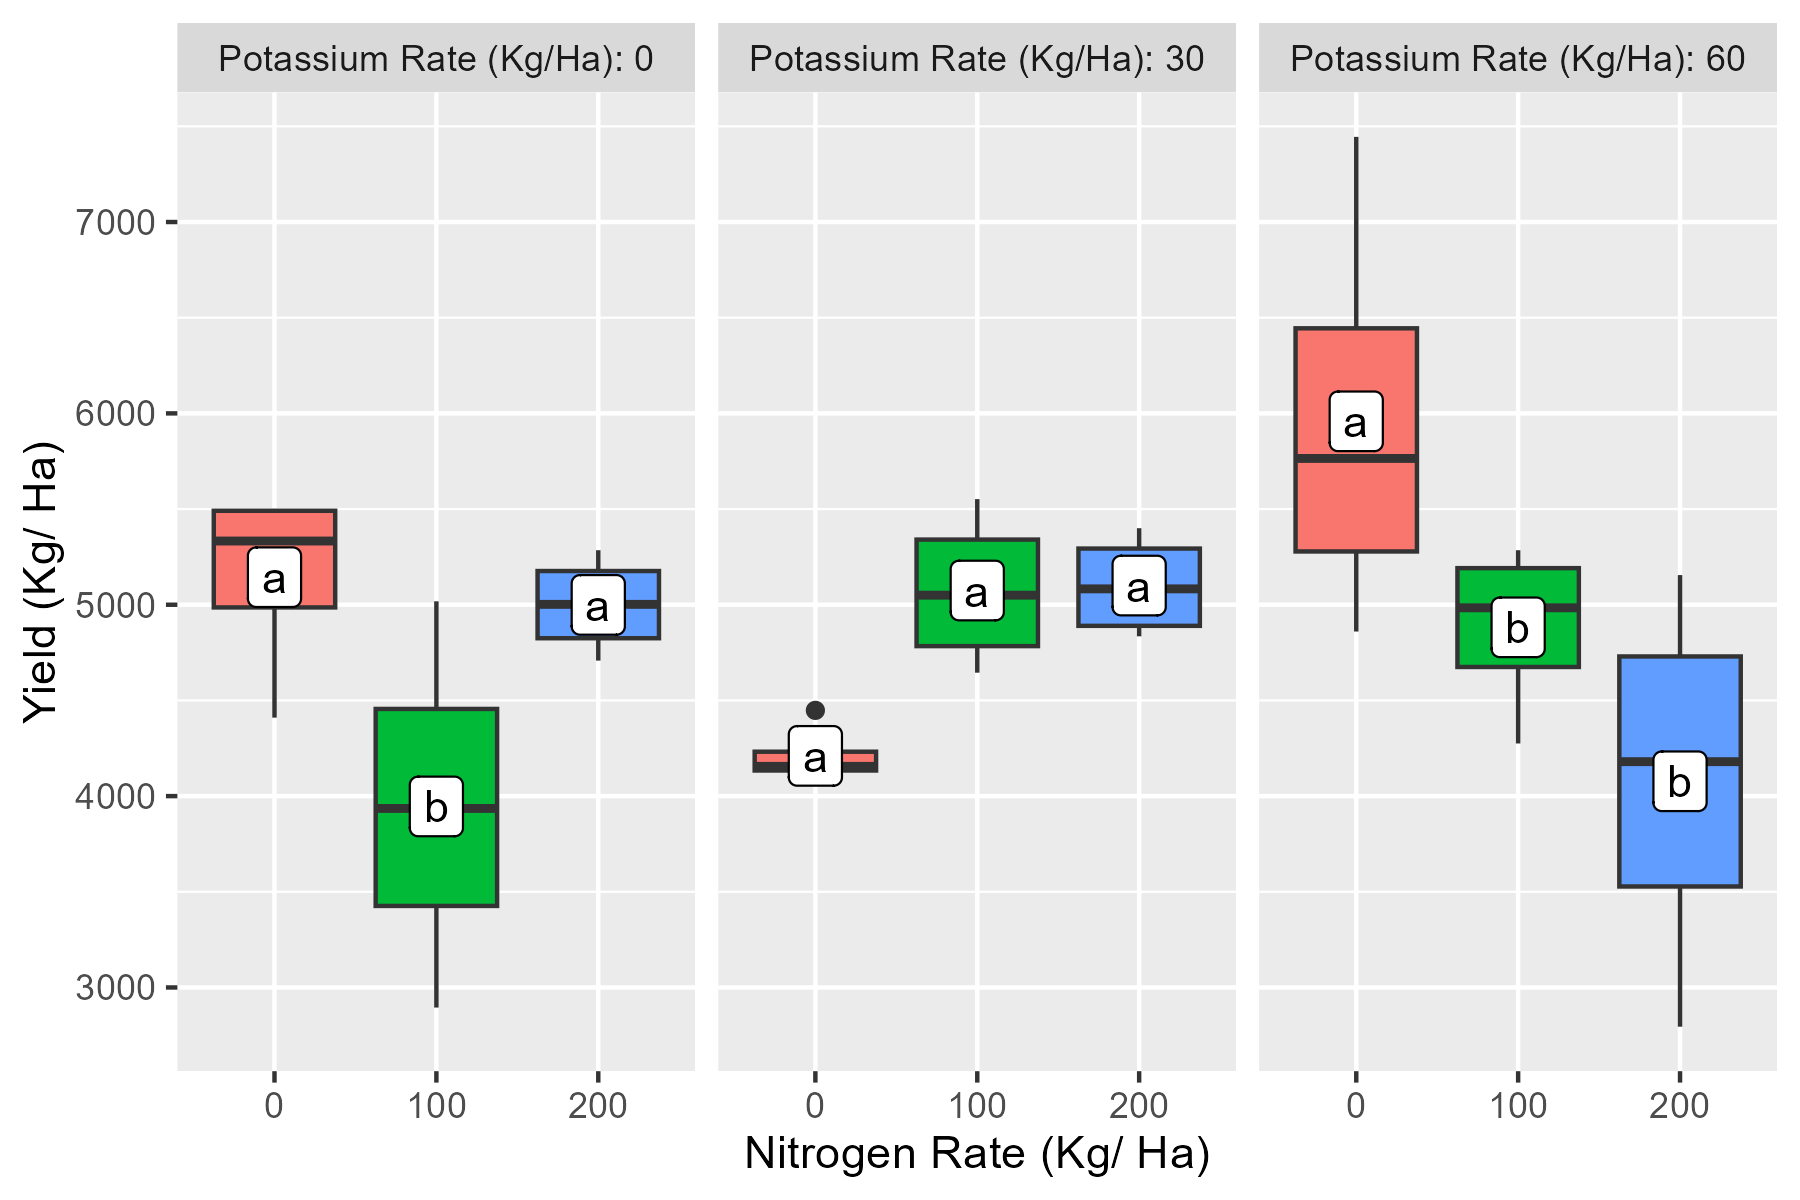 Potassium Rate (Kg/Ha): 0
Potassium Rate (Kg/Ha): 30
Potassium Rate (Kg/Ha): 60
Yield (Kg/ Ha)
7000
6000
5000
4000
3000
a
b
a
a
a
a
a
b
b
0 100 200
0 100 200
0 100 200
Nitrogen Rate (Kg/ Ha)